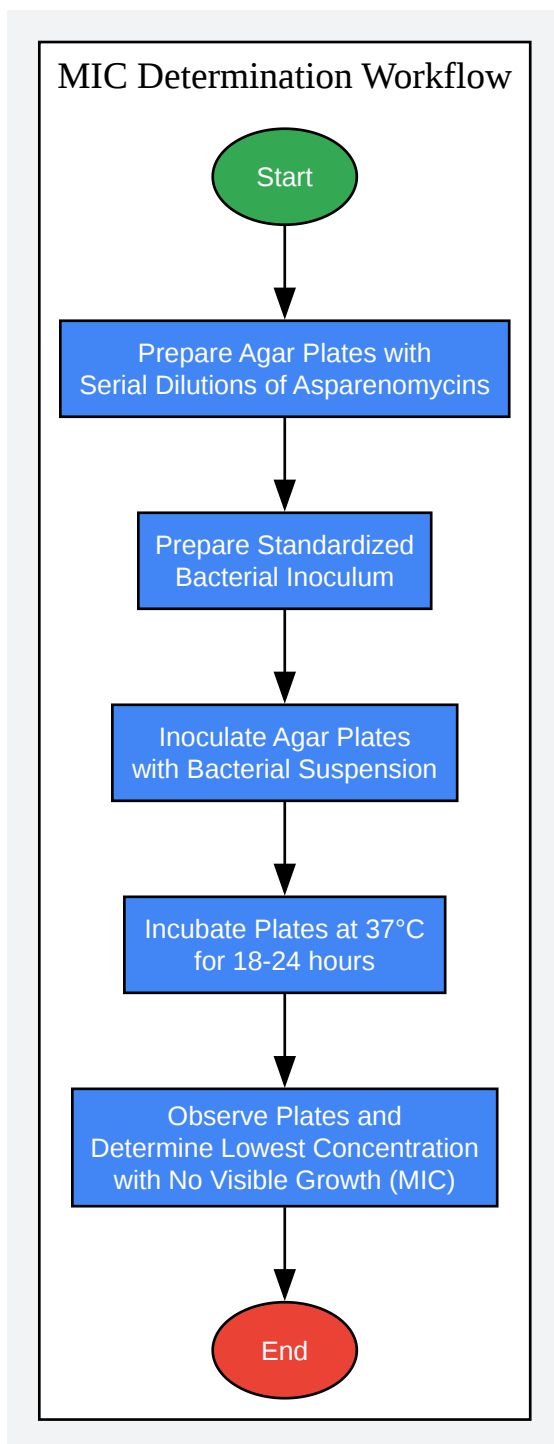 MIC Determination Workflow
Start
Prepare Agar Plates with
Serial Dilutions of Asparenomycins
Prepare Standardized
Bacterial Inoculum
Inoculate Agar Plates
with Bacterial Suspension
Incubate Plates at 37°C
for 18-24 hours
Observe Plates and
Determine Lowest Concentration
with No Visible Growth (MIC)
End